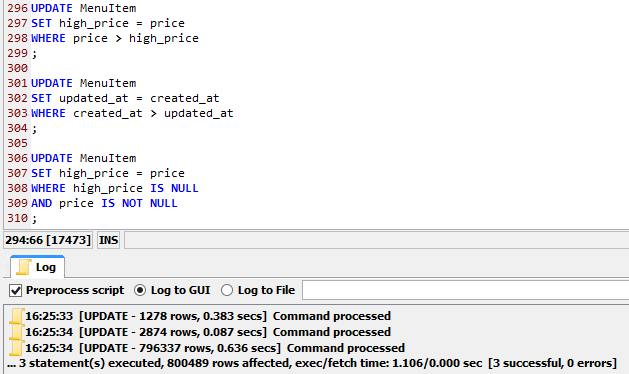 296 UPDATE MenuItem
297 SET high_price = price
298 WHERE price > high_price
299 ;
300
301 UPDATE MenuItem
302 SET updated_at = created_at
303 WHERE created_at > updated_at
304 ;
305
306 UPDATE MenuItem
307 SET high_price = price
308 WHERE high_price IS NULL
309 AND price IS NOT NULL
310 ;
294:66 [17473] INS
Log
Preprocess script Log to GUI Log to File
16:25:33 [UPDATE - 1278 rows, 0.383 secs] Command processed
16:25:34 [UPDATE - 2874 rows, 0.087 secs] Command processed
16:25:34 [UPDATE - 796337 rows, 0.636 secs] Command processed
... 3 statement(s) executed, 800489 rows affected, exec/fetch time: 1.106/0.000 sec [3 successful, 0 errors]